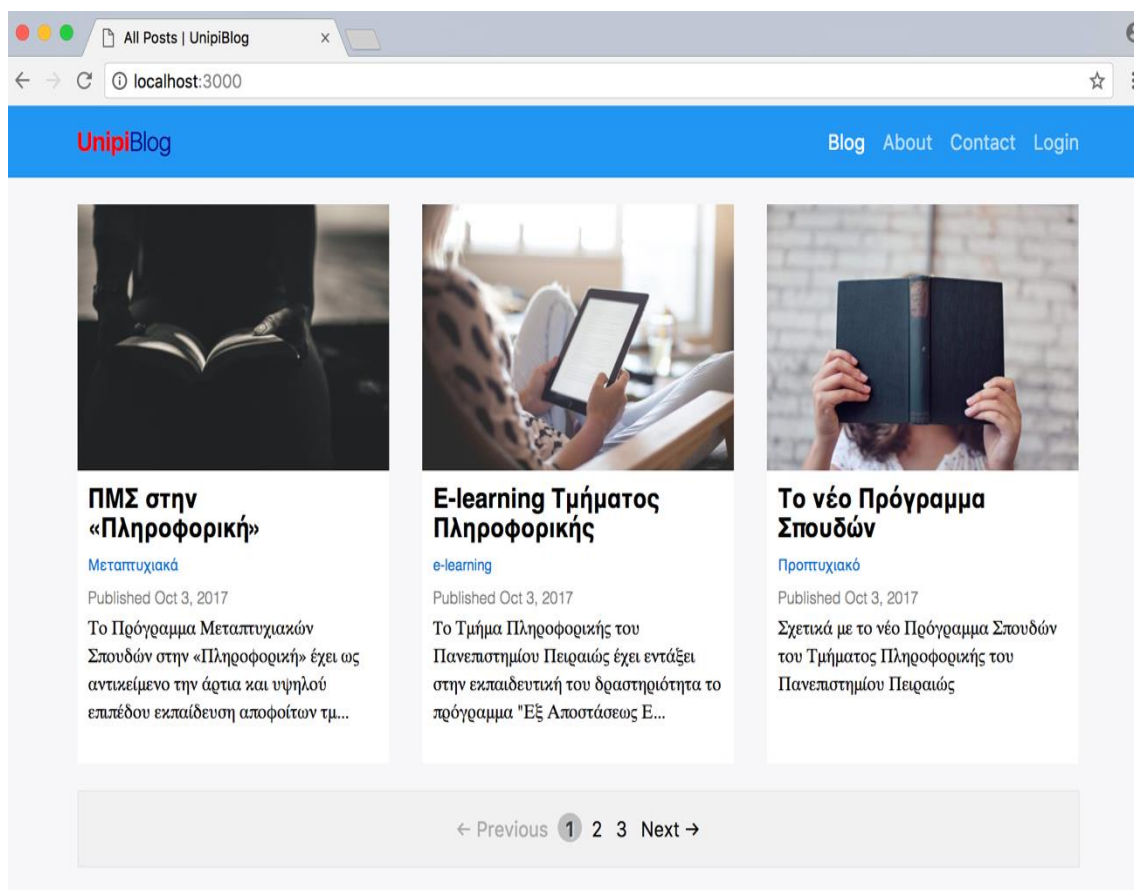 All Posts | UnipiBlog
localhost:3000
UnipiBlog
Blog About Contact Login
ΠΜΣ στην
«Πληροφορική»
Μεταπτυχιακά
Published Oct 3, 2017
Το Πρόγραμμα Μεταπτυχιακών
Σπουδών στην «Πληροφορική» έχει ως
αντικείμενο την άρτια και υψηλού
επιπέδου εκπαίδευση αποφοίτων τμ...
E-learning Τμήματος
Πληροφορικής
e-learning
Published Oct 3, 2017
Το Τμήμα Πληροφορικής του
Πανεπιστημίου Πειραιώς έχει εντάξει
στην εκπαιδευτική του δραστηριότητα το
πρόγραμμα "Εξ Αποστάσεως Ε...
Το νέο Πρόγραμμα
Σπουδών
Προπτυχιακό
Published Oct 3, 2017
Σχετικά με το νέο Πρόγραμμα Σπουδών
του Τμήματος Πληροφορικής του
Πανεπιστημίου Πειραιώς
← Previous 1 2 3 Next →